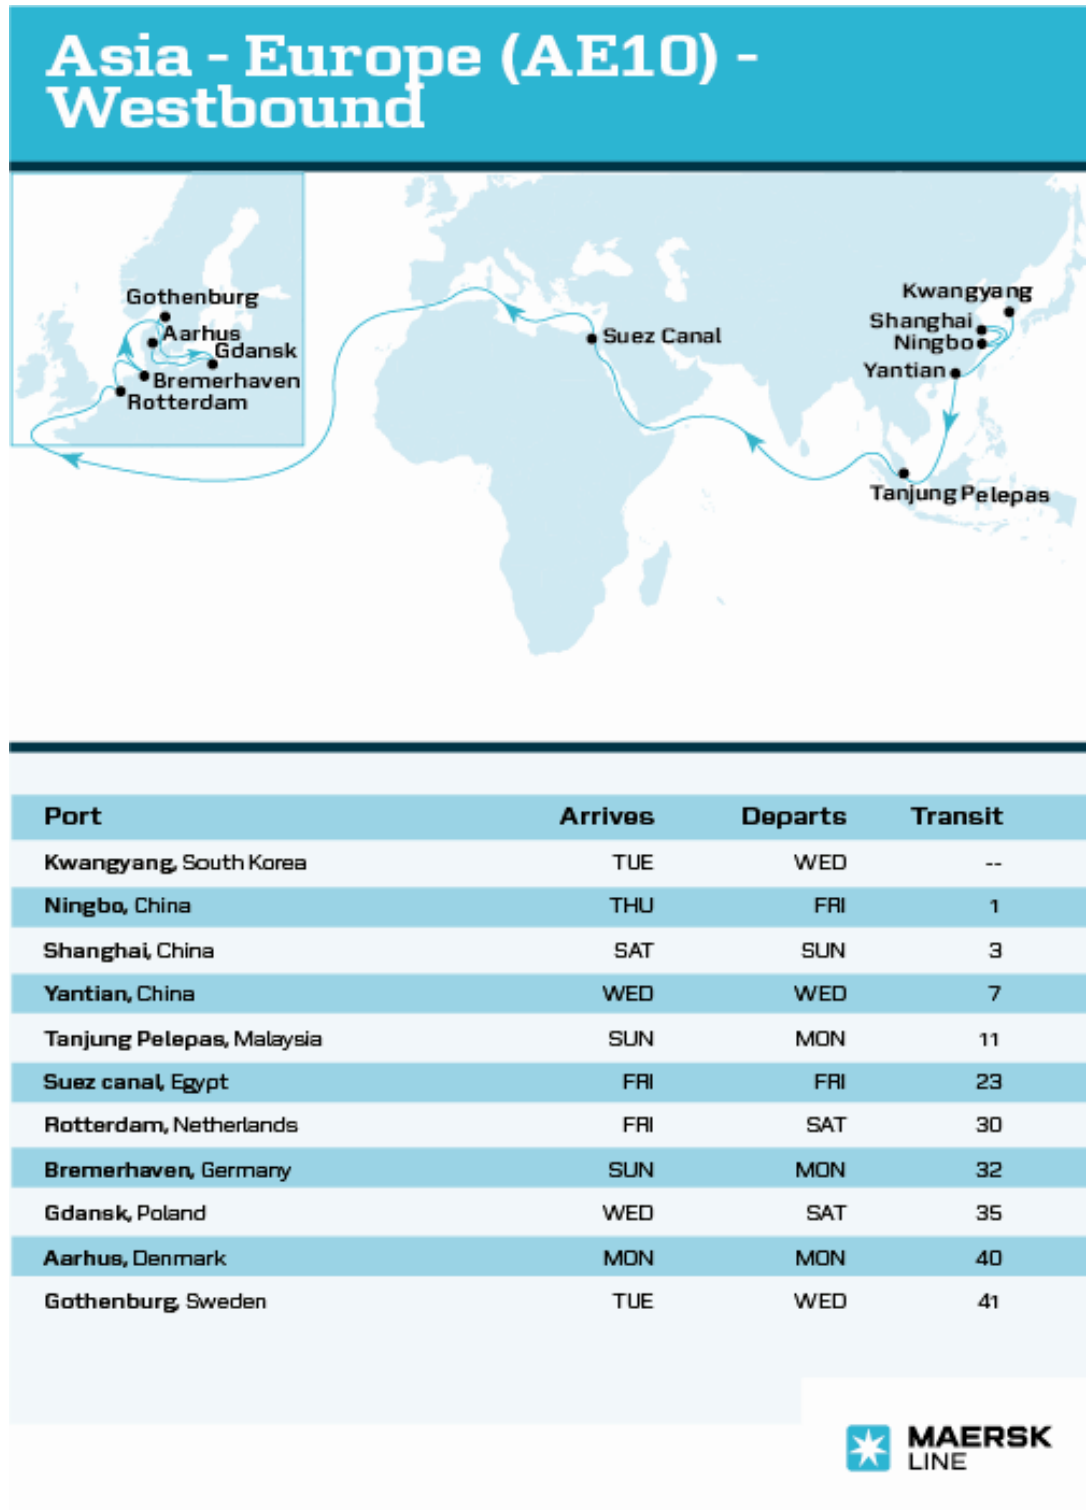 Asia - Europe (AE10) -
Westbound
Gothenburg
Aarhus
Gdansk
Bremerhaven
Rotterdam
Suez Canal
Kwangyang
Shanghai
Ningbo
Yantian
Tanjung Pelepas
Port Arrives Departs Transit
Kwangyang, South Korea TUE WED --
Ningbo, China THU FRI 1
Shanghai, China SAT SUN 3
Yantian, China WED WED 7
Tanjung Pelepas, Malaysia SUN MON 11
Suez canal, Egypt FRI FRI 23
Rotterdam, Netherlands FRI SAT 30
Bremerhaven, Germany SUN MON 32
Gdansk, Poland WED SAT 35
Aarhus, Denmark MON MON 40
Gothenburg, Sweden TUE WED 41
MAERSK
LINE